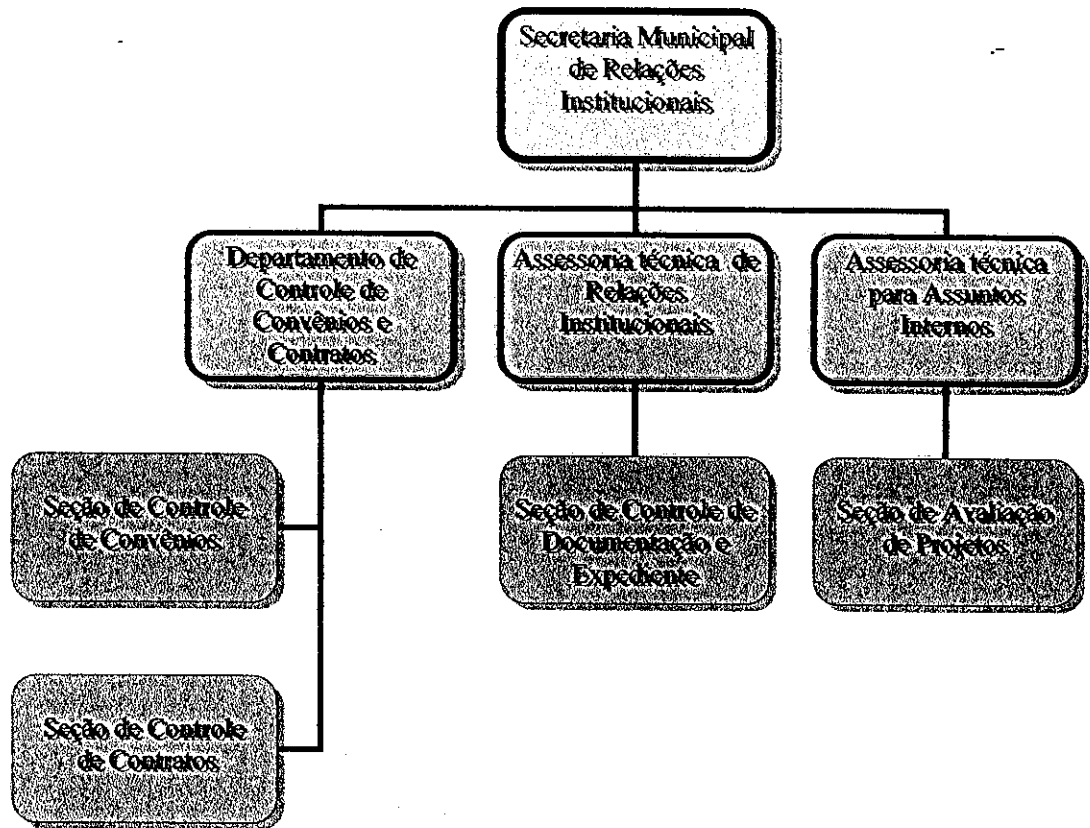 Secretaria Municipal
de Relações
Institucionais
Departamento de
Controle de
Convênios e
Contratos
Assessoria técnica de
Relações
Institucionais
Assessoria técnica
para Assuntos
Internos
Seção de Controle
de Convênios
Seção de Controle de
Documentação e
Expediente
Seção de Avaliação
de Projetos
Seção de Controle
de Contratos